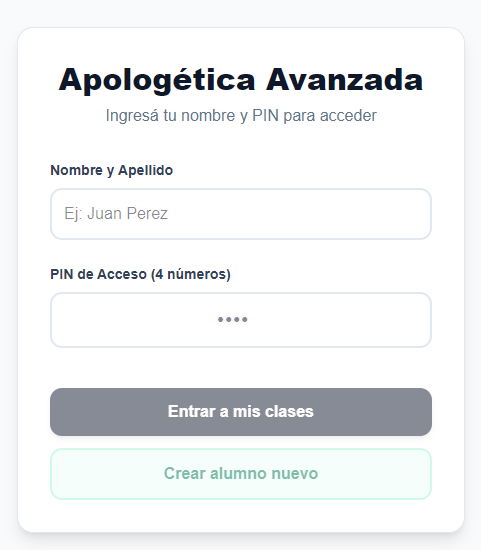 Apologética Avanzada
Ingresá tu nombre y PIN para acceder
Nombre y Apellido
Ej: Juan Perez
PIN de Acceso (4 números)
••••
Entrar a mis clases
Crear alumno nuevo